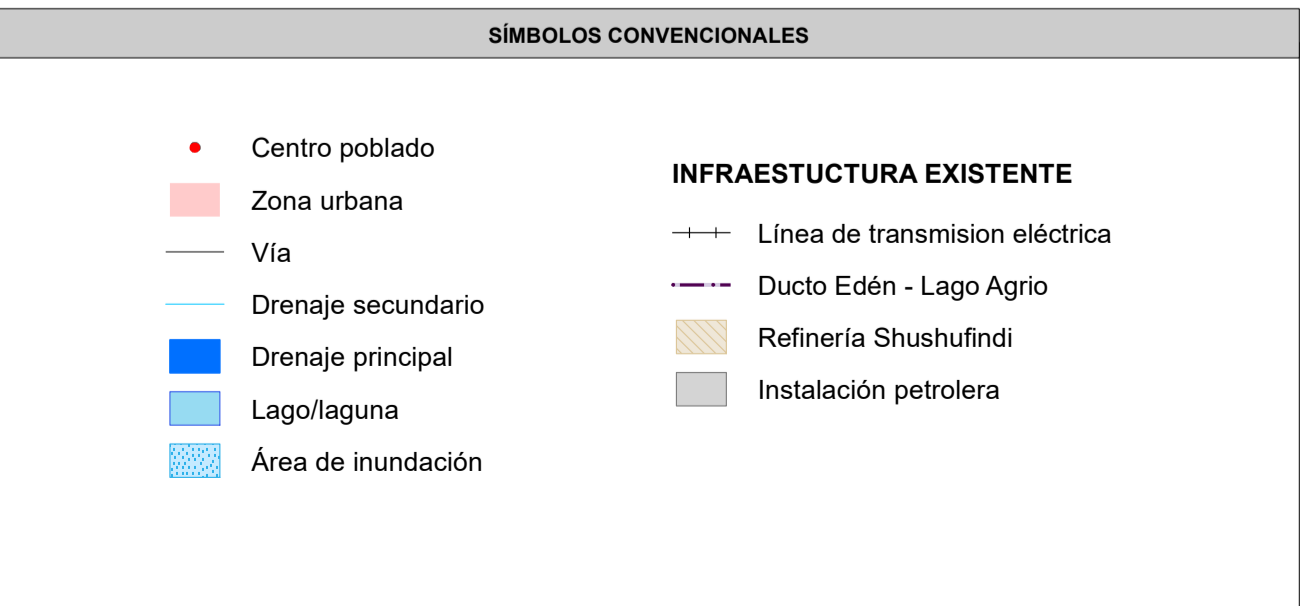 SÍMBOLOS CONVENCIONALES
Centro poblado
Zona urbana
Vía
Drenaje secundario
Drenaje principal
Lago/laguna
Área de inundación
INFRAESTUCTURA EXISTENTE
Línea de transmision eléctrica
Ducto Edén - Lago Agrio
Refinería Shushufindi
Instalación petrolera